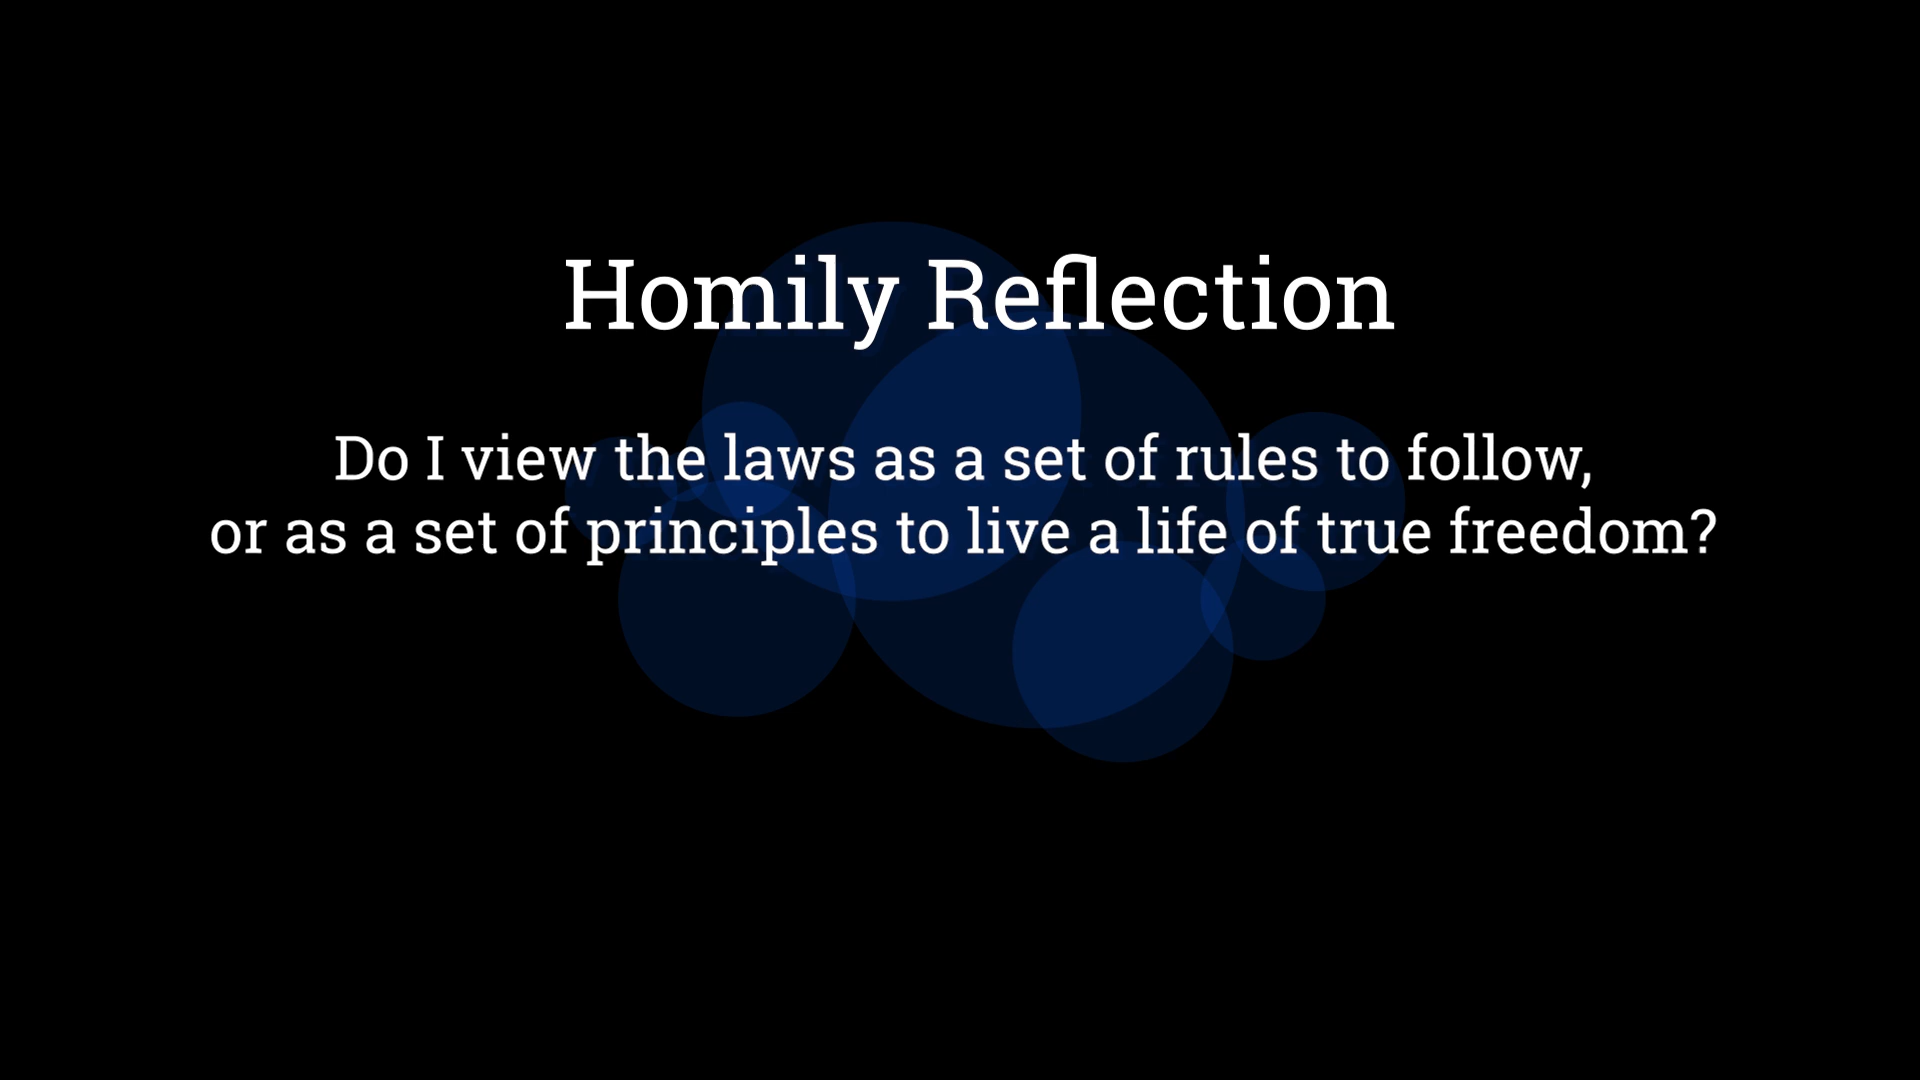 Homily Reflection
Do I view the laws as a set of rules to follow,
or as a set of principles to live a life of true freedom?